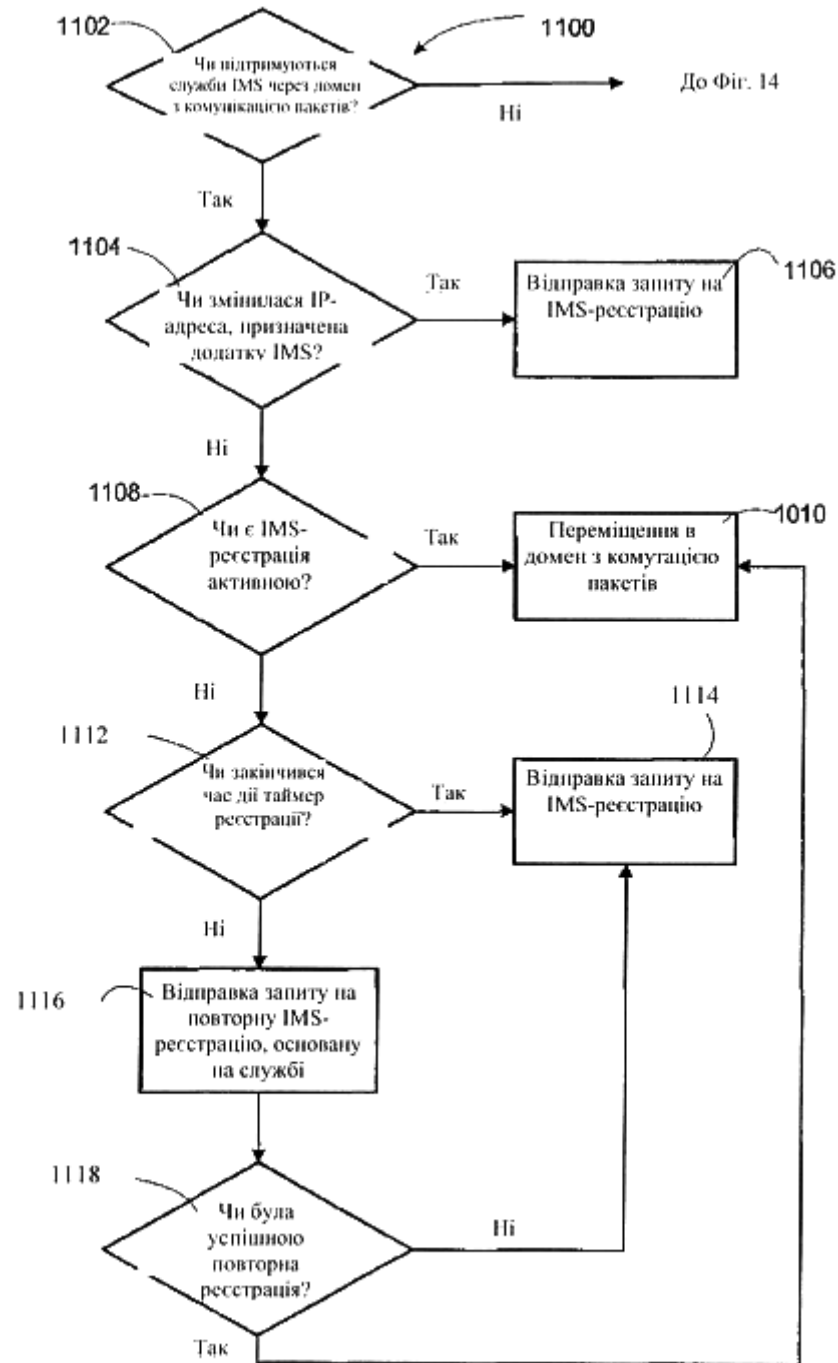 1102
1100
Чи підтримуються
служби IMS через домен
з комунікацією пакетів?
До Фіг. 14
Ні
Так
1104
1106
Чи змінилася IP-
адреса, призначена
додатку IMS?
Так
Відправка запиту на
IMS-реєстрацію
Ні
1108
1010
Чи є IMS-
реєстрація
активною?
Так
Переміщення в
домен з комутацією
пакетів
Ні
1112
1114
Чи закінчився
час дії таймер
реєстрації?
Так
Відправка запиту на
IMS-реєстрацію
Ні
1116
Відправка запиту на
повторну IMS-
реєстрацію, основану
на службі
1118
Чи була
успішною
повторна
реєстрація?
Ні
Так